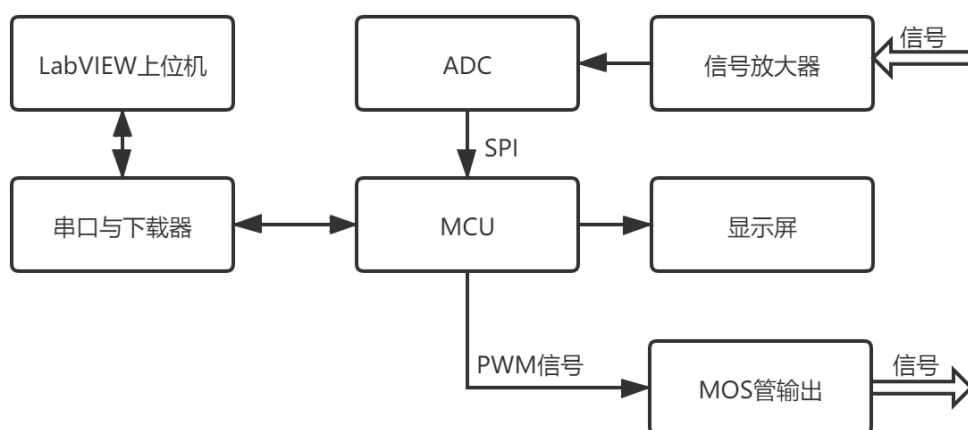 LabVIEW上位机
ADC
信号放大器
信号
SPI
串口与下载器
MCU
显示屏
PWM信号
MOS管输出
信号